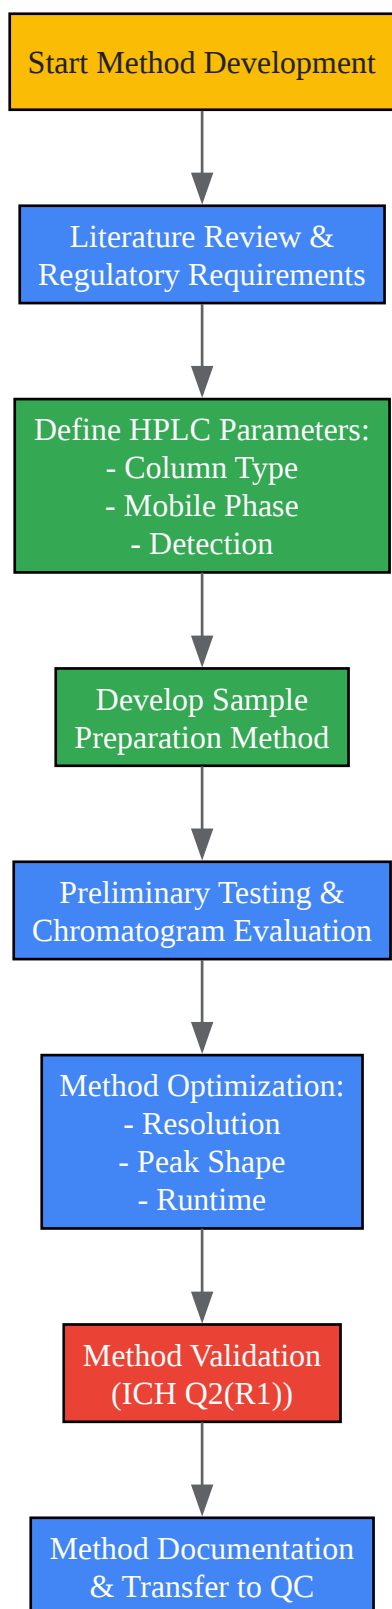 Start Method Development
Literature Review &
Regulatory Requirements
Define HPLC Parameters:
- Column Type
- Mobile Phase
- Detection
Develop Sample
Preparation Method
Preliminary Testing &
Chromatogram Evaluation
Method Optimization:
- Resolution
- Peak Shape
- Runtime
Method Validation
(ICH Q2(R1))
Method Documentation
& Transfer to QC